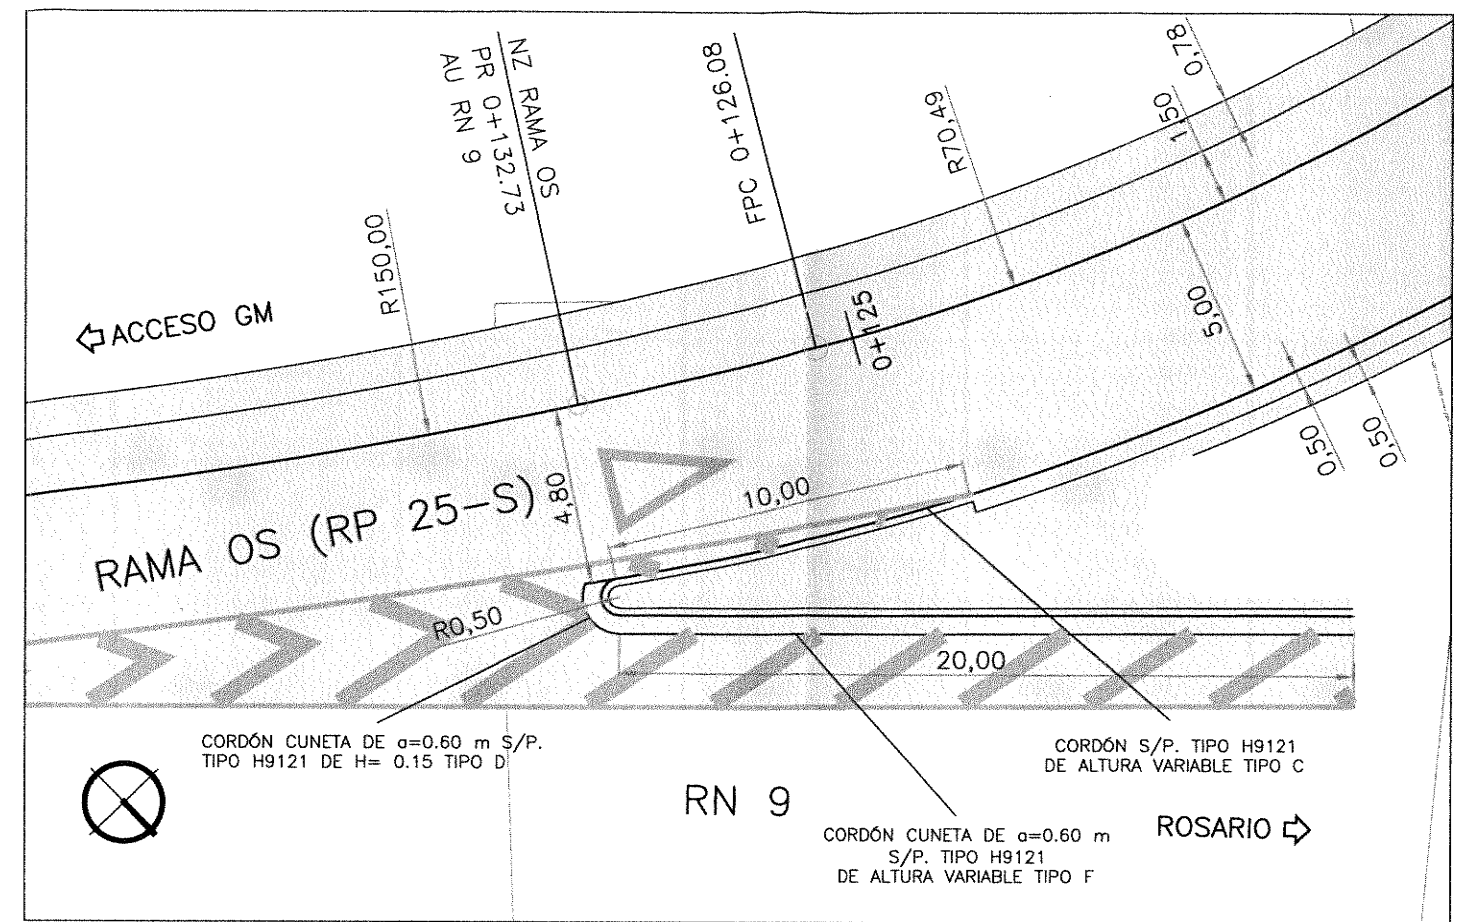 NZ RAMA OS
PR 0+132.73
AU RN 9
FPC 0+126.08
0,78
1,50
R70,49
R150,00
0+125
5,00
⇦ ACCESO GM
0,50
0,50
4,80
10,00
RAMA OS (RP 25-S)
R0,50
20,00
CORDÓN CUNETA DE a=0.60 m S/P.
TIPO H9121 DE H= 0.15 TIPO D
CORDÓN S/P. TIPO H9121
DE ALTURA VARIABLE TIPO C
RN 9
ROSARIO ⇨
CORDÓN CUNETA DE a=0.60 m
S/P. TIPO H9121
DE ALTURA VARIABLE TIPO F